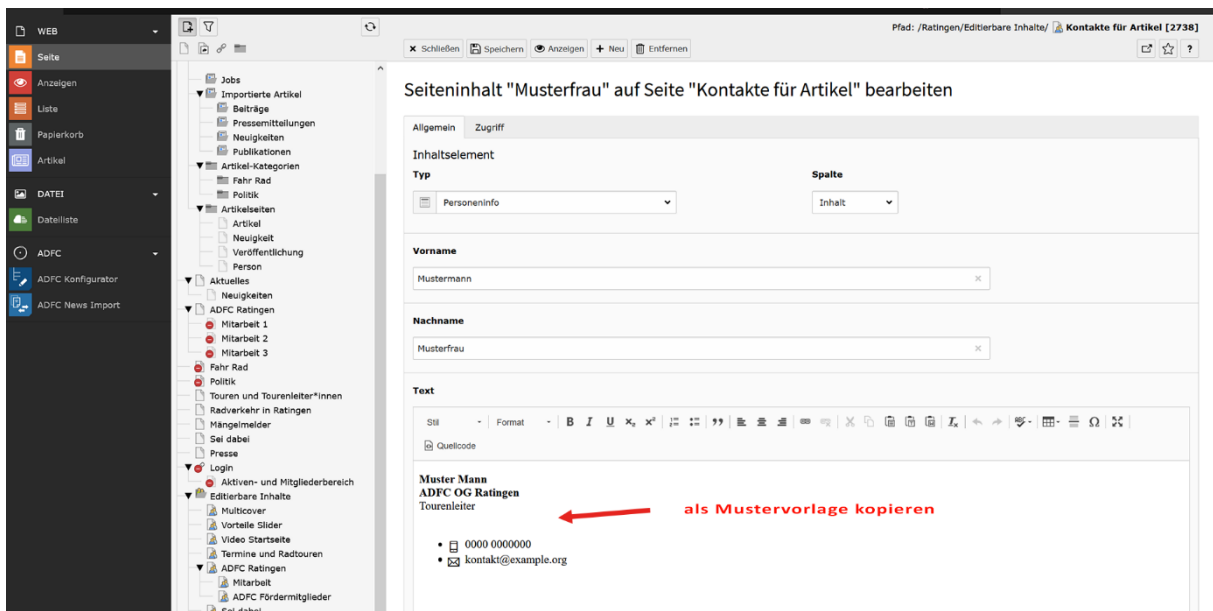 WEB
Seite
Anzeigen
Liste
Papierkorb
Artikel
DATEI
Dateiliste
ADFC
ADFC Konfigurator
ADFC News Import
Jobs
Importierte Artikel
Beiträge
Pressemitteilungen
Neuigkeiten
Publikationen
Artikel-Kategorien
Fahr Rad
Politik
Artikelseiten
Artikel
Neuigkeit
Veröffentlichung
Person
Aktuelles
Neuigkeiten
ADFC Ratingen
Mitarbeit 1
Mitarbeit 2
Mitarbeit 3
Fahr Rad
Politik
Touren und Tourenleiter*innen
Radverkehr in Ratingen
Mängelmelder
Sei dabei
Presse
Login
Aktiven- und Mitgliederbereich
Editierbare Inhalte
Multicover
Vorteile Slider
Video Startseite
Termine und Radtouren
ADFC Ratingen
Mitarbeit
ADFC Fördermitglieder
Sei dabei
Pfad: /Ratingen/Editierbare Inhalte/ Kontakte für Artikel [2738]
Schließen Speichern Anzeigen Neu Entfernen
Seiteninhalt "Musterfrau" auf Seite "Kontakte für Artikel" bearbeiten
Allgemein Zugriff
Inhaltselement
Typ Spalte
Personeninfo Inhalt
Vorname
Mustermann
Nachname
Musterfrau
Text
Stil Format
Quellcode
Muster Mann
ADFC OG Ratingen
Tourenleiter
als Mustervorlage kopieren
0000 0000000
kontakt@example.org